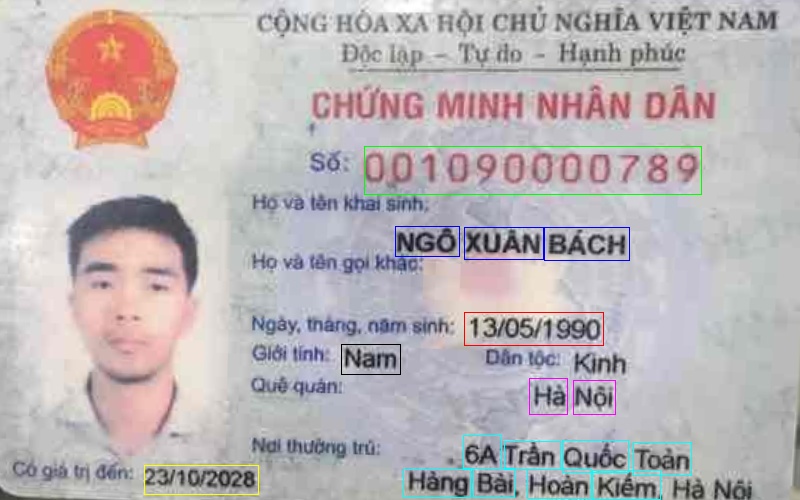 CỘNG HÒA XÃ HỘI CHỦ NGHĨA VIỆT NAM
Độc lập – Tự do – Hạnh phúc
CHỨNG MINH NHÂN DÂN
Số: 001090000789
Họ và tên khai sinh:
NGÔ XUÂN BÁCH
Họ và tên gọi khác:
Ngày, tháng, năm sinh: 13/05/1990
Giới tính: Nam Dân tộc: Kinh
Quê quán: Hà Nội
Nơi thường trú: 6A Trần Quốc Toản
Hàng Bài, Hoàn Kiếm, Hà Nội
Có giá trị đến: 23/10/2028